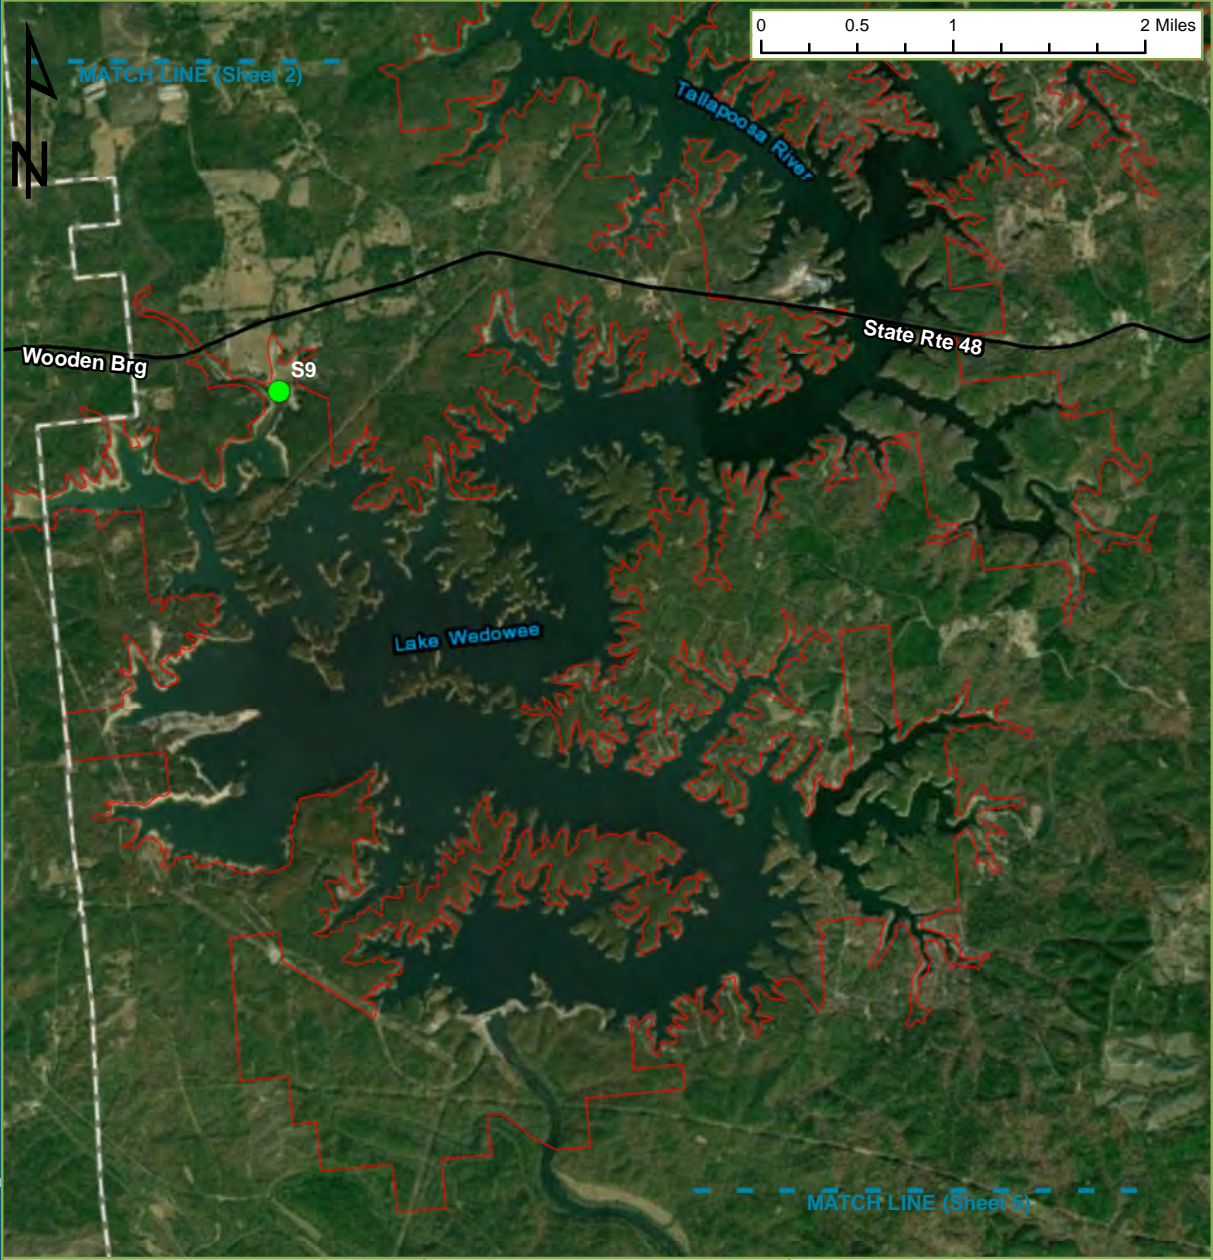 0 0.5 1 2 Miles
MATCH LINE (Sheet 2)
N
Tallapoosa River
State Rte 48
Wooden Brg
S9
Lake Wedowee
MATCH LINE (Sheet 5)